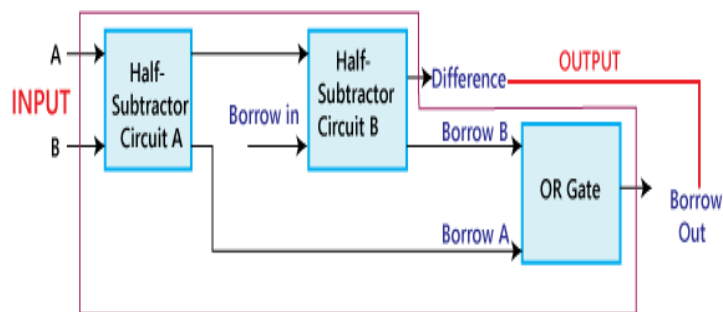 A
INPUT
B
Half-
Subtractor
Circuit A
Borrow in
Half-
Subtractor
Circuit B
Difference
OUTPUT
Borrow B
Borrow A
OR Gate
Borrow
Out